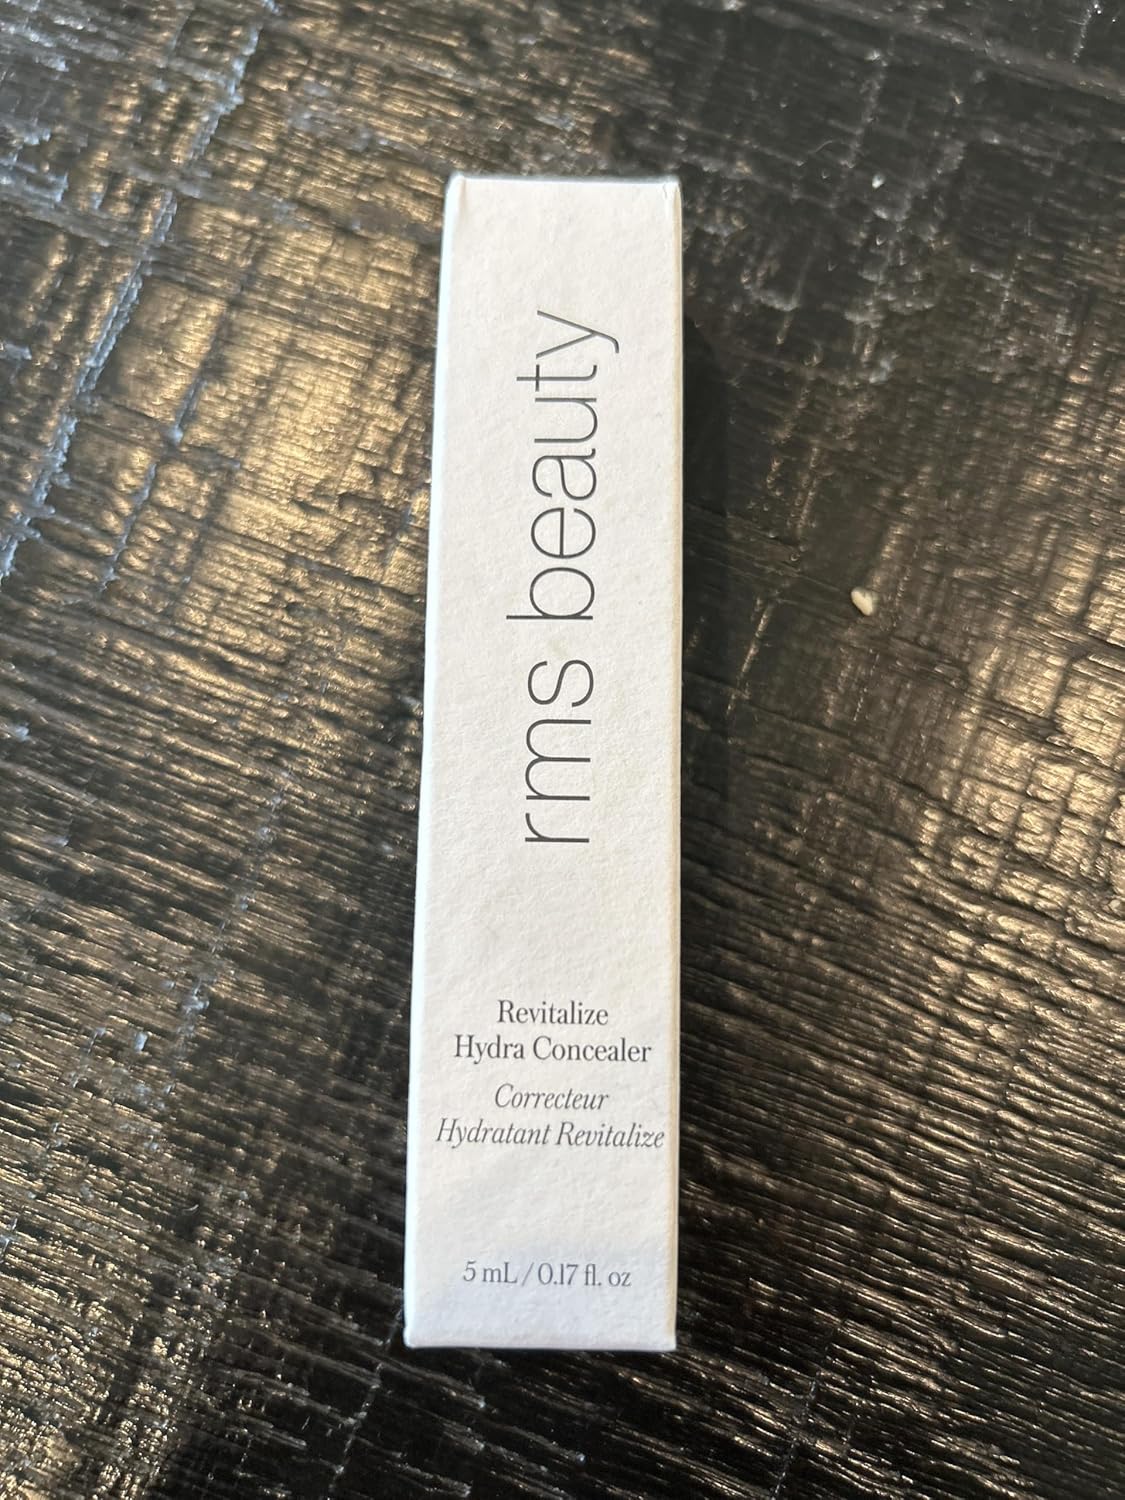 rms beauty
Revitalize
Hydra Concealer
Correcteur
Hydratant Revitalize
5 mL / 0.17 fl. oz